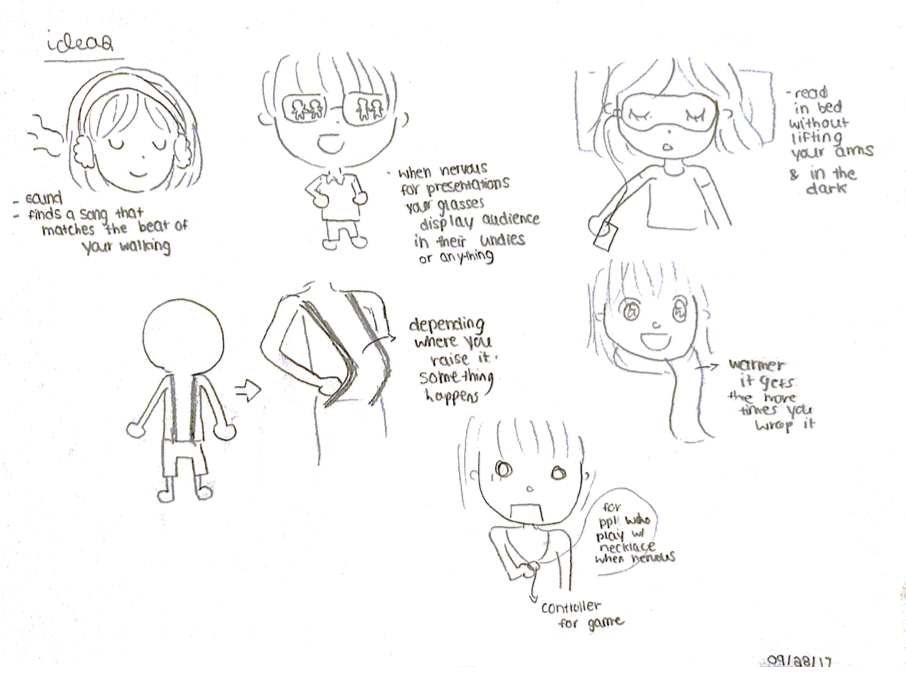 ideas
- sound
- finds a song that
matches the beat of
your walking
- when nervous
for presentations
your glasses
display audience
in their undies
or anything
- read
in bed
without
lifting
your arms
& in the
dark
depending
where you
raise it.
something
happens
warmer
it gets
the more
times you
wrap it
for
ppl who
play w/
necklace
when nervous
controller
for game
09/28/17